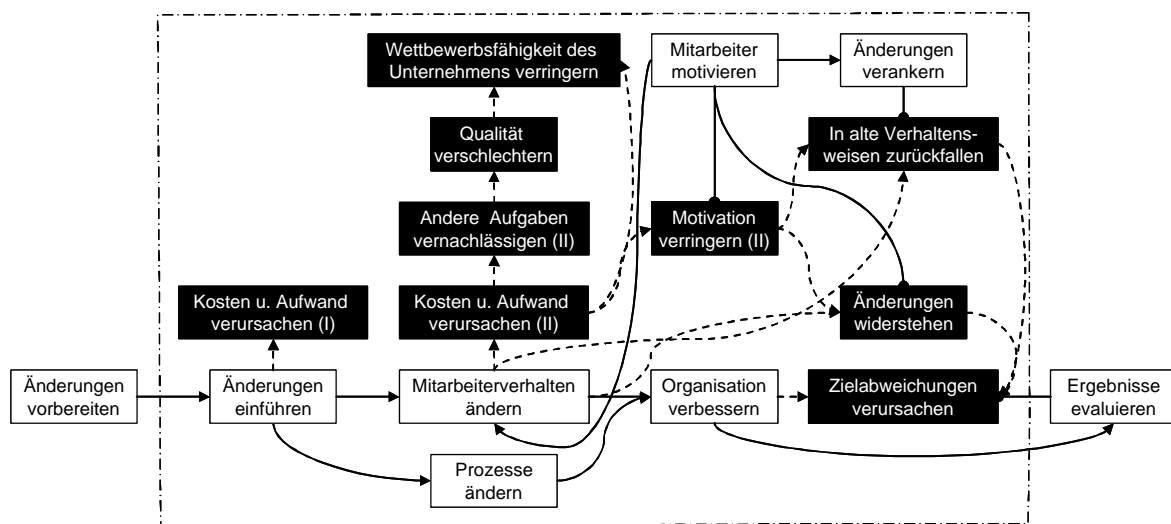 Wettbewerbsfähigkeit des
Unternehmens verringern
Mitarbeiter
motivieren
Änderungen
verankern
Qualität
verschlechtern
In alte Verhaltens-
weisen zurückfallen
Andere Aufgaben
vernachlässigen (II)
Motivation
verringern (II)
Kosten u. Aufwand
verursachen (I)
Kosten u. Aufwand
verursachen (II)
Änderungen
widerstehen
Änderungen
vorbereiten
Änderungen
einführen
Mitarbeiterverhalten
ändern
Organisation
verbessern
Zielabweichungen
verursachen
Ergebnisse
evaluieren
Prozesse
ändern